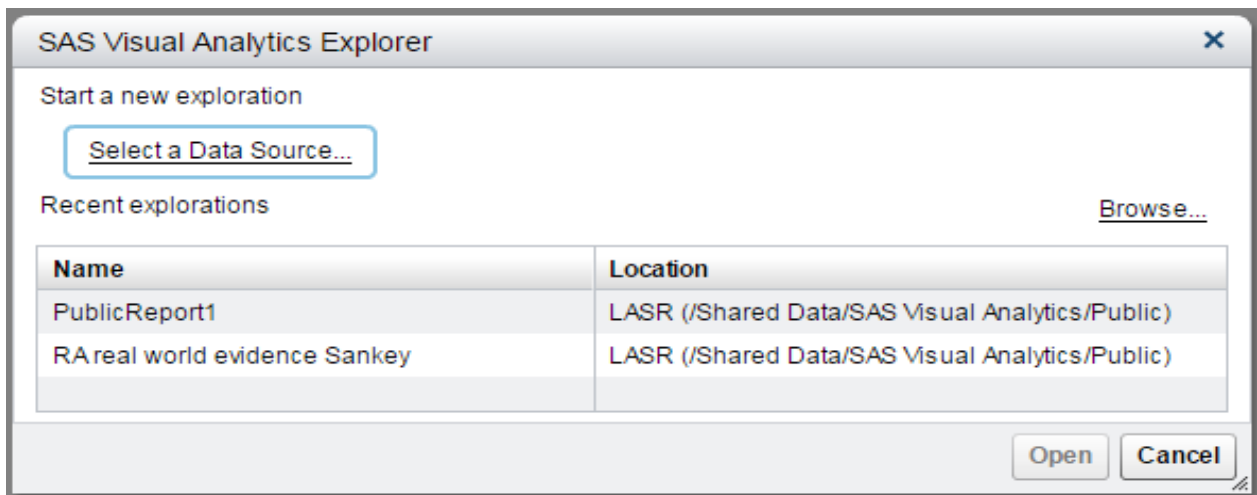 SAS Visual Analytics Explorer
Start a new exploration
Select a Data Source...
Recent explorations
Browse...
Name Location
PublicReport1 LASR (/Shared Data/SAS Visual Analytics/Public)
RA real world evidence Sankey LASR (/Shared Data/SAS Visual Analytics/Public)
Open Cancel